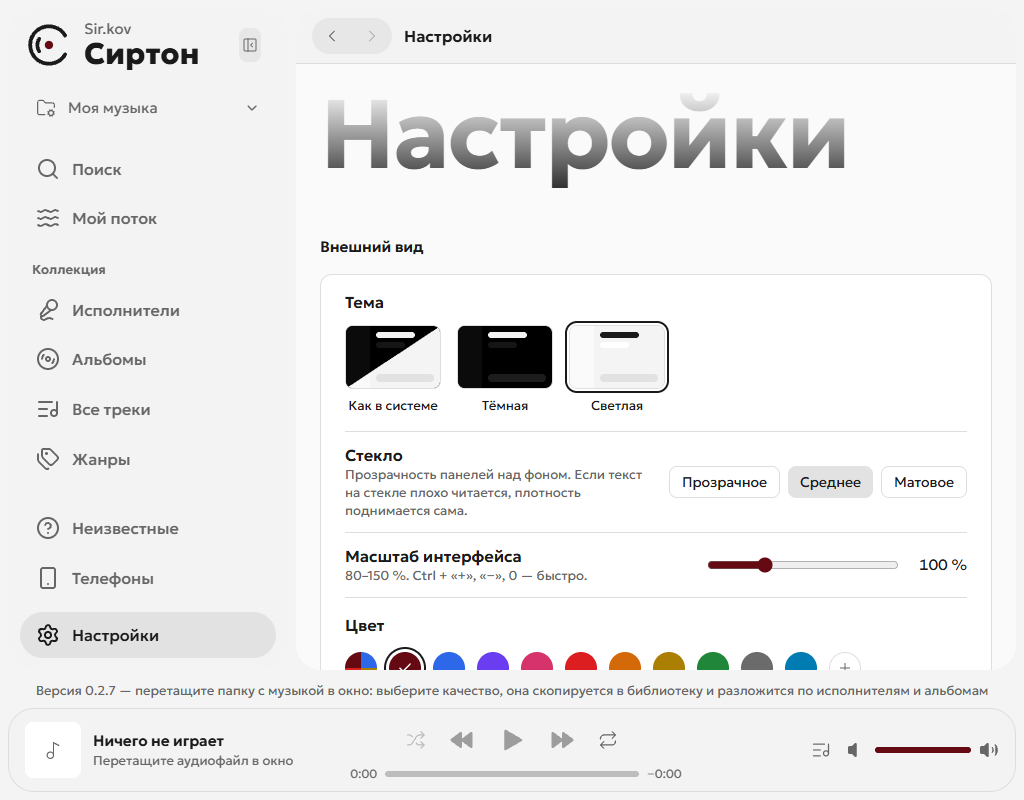 Sir.kov
Сиртон
Моя музыка
Поиск
Мой поток
Коллекция
Исполнители
Альбомы
Все треки
Жанры
Неизвестные
Телефоны
Настройки
Настройки
Настройки
Внешний вид
Тема
Как в системе
Тёмная
Светлая
Стекло
Прозрачность панелей над фоном. Если текст
на стекле плохо читается, плотность
поднимается сама.
Прозрачное
Среднее
Матовое
Масштаб интерфейса
80–150 %. Ctrl + «+», «−», 0 — быстро.
100 %
Цвет
Версия 0.2.7 — перетащите папку с музыкой в окно: выберите качество, она скопируется в библиотеку и разложится по исполнителям и альбомам
Ничего не играет
Перетащите аудиофайл в окно
0:00
−0:00